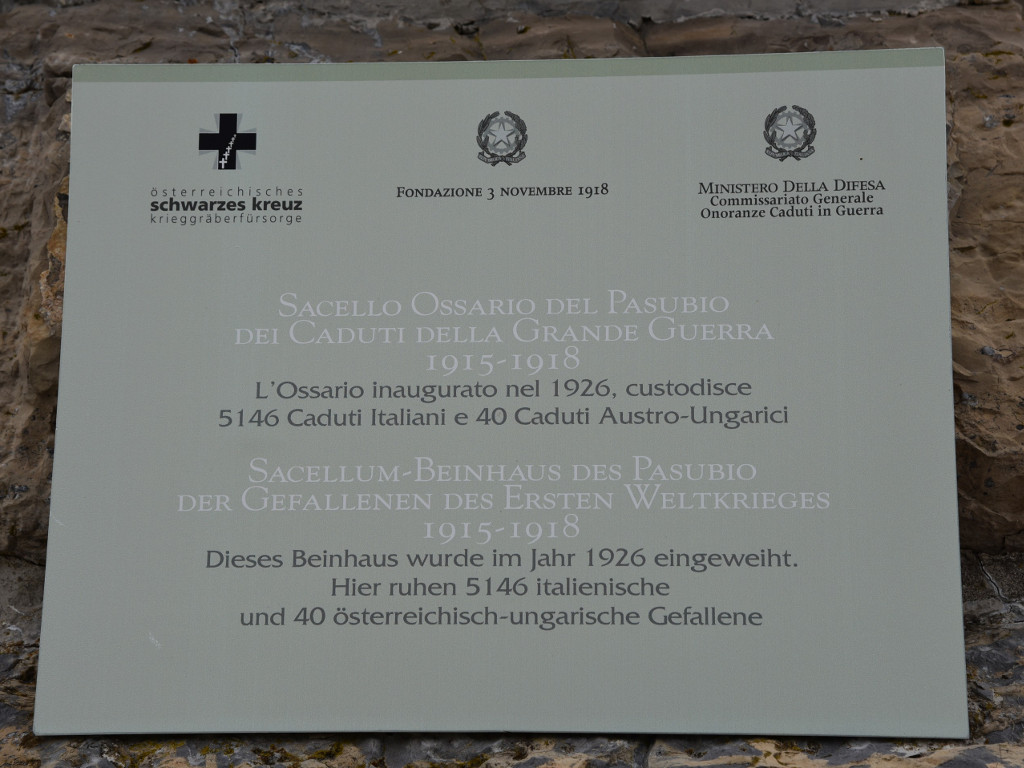 österreichisches
schwarzes kreuz
krieggräberfürsorge
Fondazione 3 novembre 1918
Ministero Della Difesa
Commissariato Generale
Onoranze Caduti in Guerra
Sacello Ossario del Pasubio
dei Caduti della Grande Guerra
1915-1918
L'Ossario inaugurato nel 1926, custodisce
5146 Caduti Italiani e 40 Caduti Austro-Ungarici
Sacellum-Beinhaus des Pasubio
der Gefallenen des Ersten Weltkrieges
1915-1918
Dieses Beinhaus wurde im Jahr 1926 eingeweiht.
Hier ruhen 5146 italienische
und 40 österreichisch-ungarische Gefallene